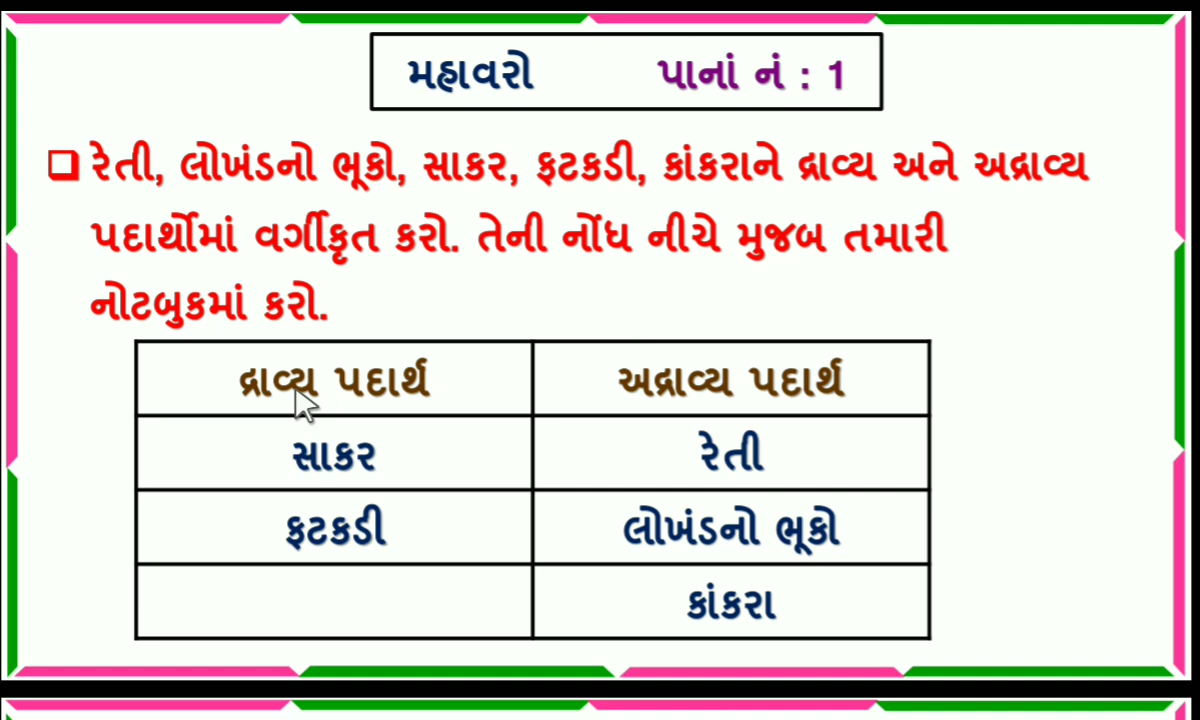 મહાવરો પાનાં નં : 1
❑ રેતી, લોખંડનો ભૂકો, સાકર, ફટકડી, કાંકરાને દ્રાવ્ય અને અદ્રાવ્ય
પદાર્થોમાં વર્ગીકૃત કરો. તેની નોંધ નીચે મુજબ તમારી
નોટબુકમાં કરો.
દ્રાવ્ય પદાર્થ અદ્રાવ્ય પદાર્થ
સાકર રેતી
ફટકડી લોખંડનો ભૂકો
કાંકરા